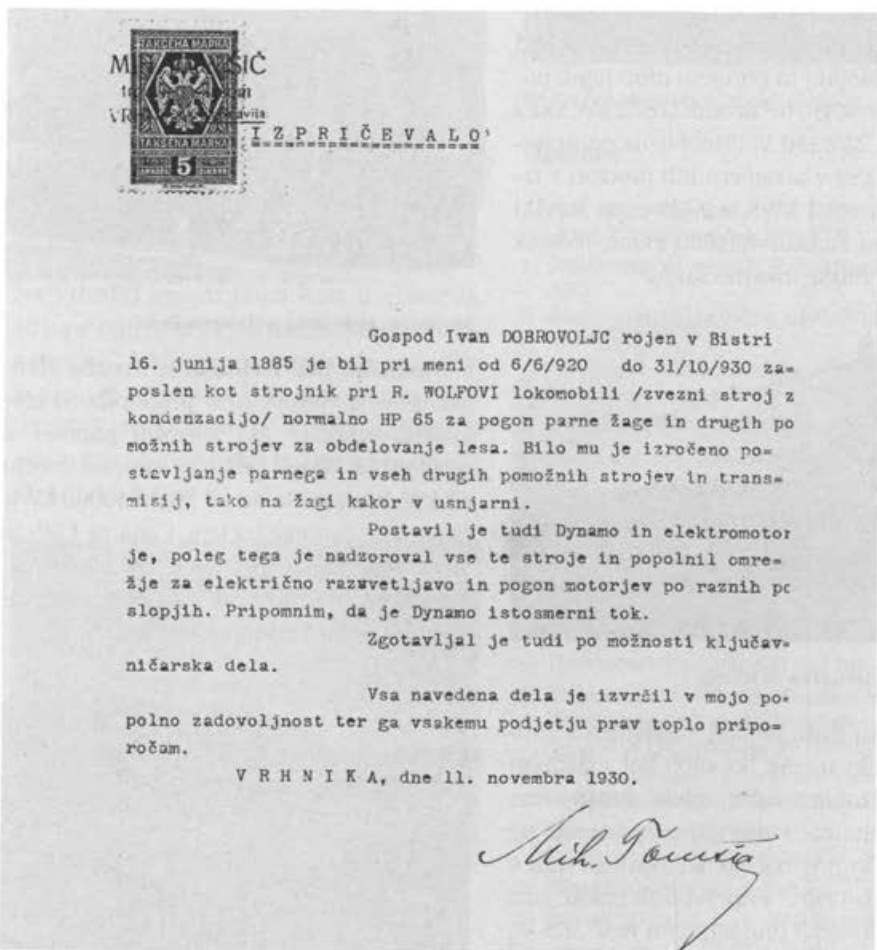 TAKSENA MARKA
TAKSENA MARKA
5
IZPRIČEVALO
Gospod Ivan DOBROVOLJC rojen v Bistri
16. junija 1885 je bil pri meni od 6/6/920 do 31/10/930 za=
poslen kot strojnik pri R. WOLFOVI lokomobili /zvezni stroj z
kondenzacijo/ normalno HP 65 za pogon parne žage in drugih po
možnih strojev za obdelovanje lesa. Bilo mu je izročeno po=
stavljanje parnega in vseh drugih pomožnih strojev in trans=
misij, tako na žagi kakor v usnjarni.
Postavil je tudi Dynamo in elektromotor
je, poleg tega je nadzoroval vse te stroje in popolnil omre=
žje za električno razsvetljavo in pogon motorjev po raznih po
slopjih. Pripomnim, da je Dynamo istosmerni tok.
Zgotavljal je tudi po možnosti ključav=
ničarska dela.
Vsa navedena dela je izvršil v mojo po=
polno zadovoljnost ter ga vsakemu podjetju prav toplo pripo=
ročam.
V R H N I K A, dne 11. novembra 1930.
Mih. Tomšič